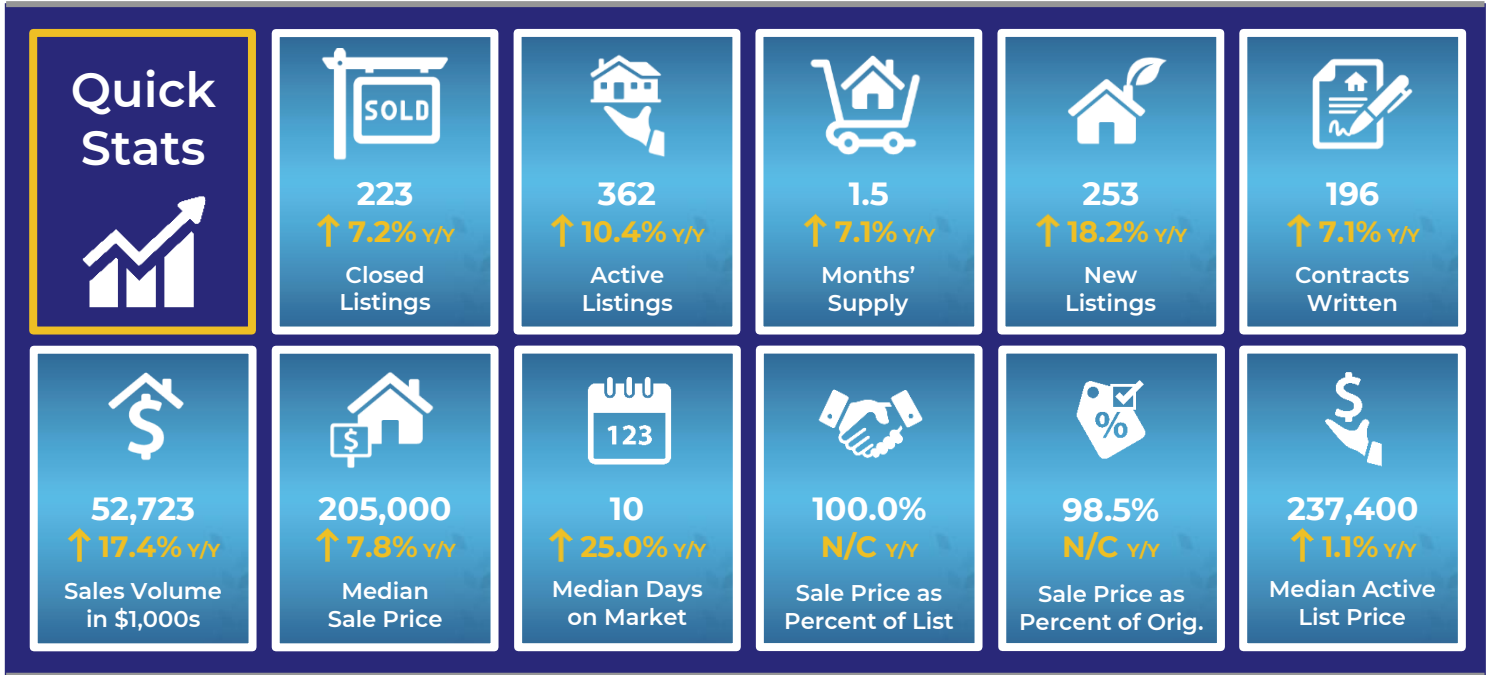 Quick
Stats
SOLD
223
↑ 7.2% Y/Y
Closed
Listings
362
↑ 10.4% Y/Y
Active
Listings
1.5
↑ 7.1% Y/Y
Months’
Supply
253
↑ 18.2% Y/Y
New
Listings
196
↑ 7.1% Y/Y
Contracts
Written
$
52,723
↑ 17.4% Y/Y
Sales Volume
in $1,000s
$
205,000
↑ 7.8% Y/Y
Median
Sale Price
123
10
↑ 25.0% Y/Y
Median Days
on Market
100.0%
N/C Y/Y
Sale Price as
Percent of List
%
98.5%
N/C Y/Y
Sale Price as
Percent of Orig.
$
237,400
↑ 1.1% Y/Y
Median Active
List Price